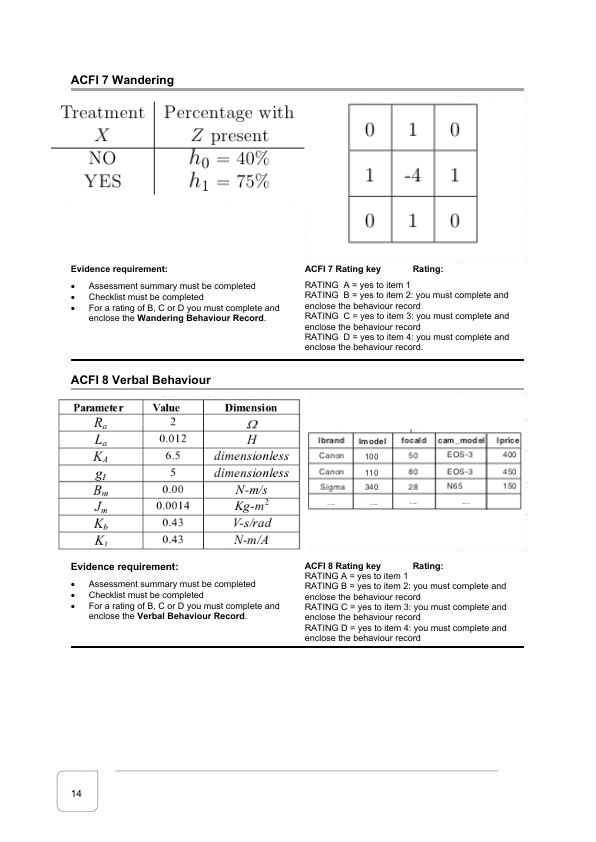 ACFI 7 Wandering
Treatment Percentage with
X Z present
NO h₀ = 40%
YES h₁ = 75%
0 1 0
1 -4 1
0 1 0
Evidence requirement:
• Assessment summary must be completed
• Checklist must be completed
• For a rating of B, C or D you must complete and
enclose the Wandering Behaviour Record.
ACFI 7 Rating key Rating:
RATING A = yes to item 1
RATING B = yes to item 2: you must complete and
enclose the behaviour record
RATING C = yes to item 3: you must complete and
enclose the behaviour record
RATING D = yes to item 4: you must complete and
enclose the behaviour record.
ACFI 8 Verbal Behaviour
Parameter Value Dimension
Rₐ 2 Ω
Lₐ 0.012 H
K_A 6.5 dimensionless
g_I 5 dimensionless
Bₘ 0.00 N-m/s
Jₘ 0.0014 Kg-m²
K_b 0.43 V-s/rad
Kₜ 0.43 N-m/A
lbrand lmodel focald cam_model lprice
Canon 100 50 EOS-3 400
Canon 110 80 EOS-3 450
Sigma 340 28 N65 150
... ... ... ...
Evidence requirement:
• Assessment summary must be completed
• Checklist must be completed
• For a rating of B, C or D you must complete and
enclose the Verbal Behaviour Record.
ACFI 8 Rating key Rating:
RATING A = yes to item 1
RATING B = yes to item 2: you must complete and
enclose the behaviour record
RATING C = yes to item 3: you must complete and
enclose the behaviour record
RATING D = yes to item 4: you must complete and
enclose the behaviour record
14